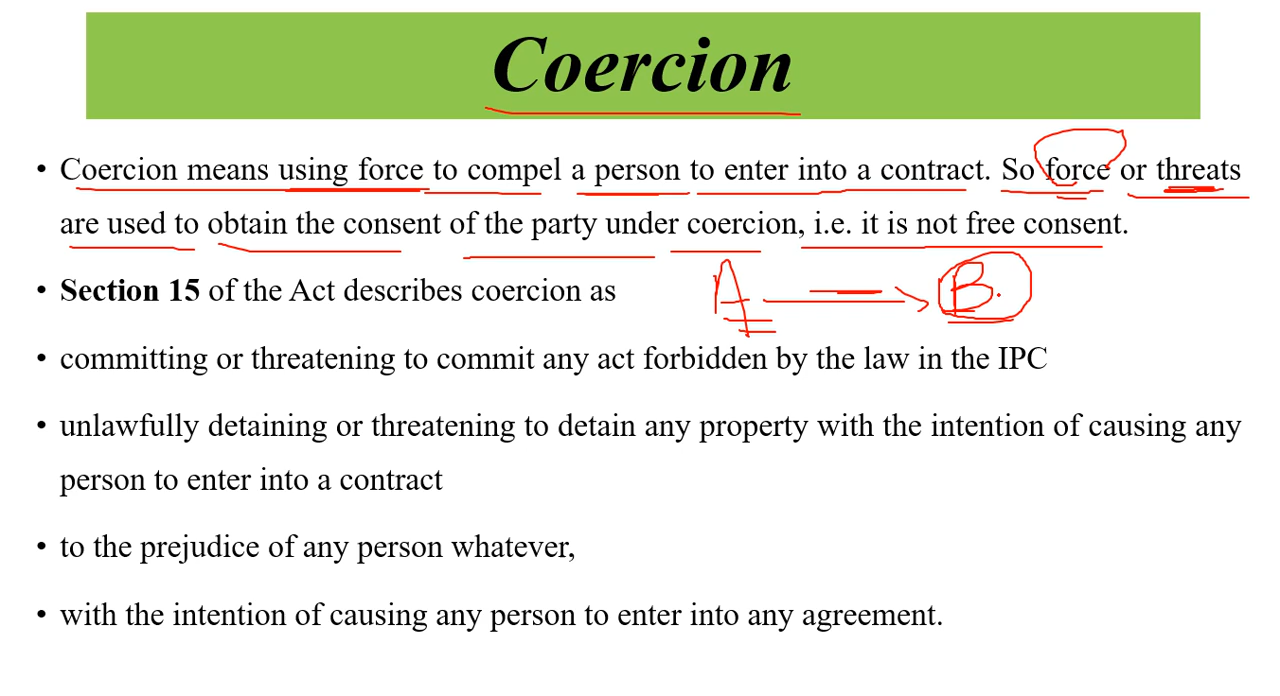 Coercion
• Coercion means using force to compel a person to enter into a contract. So force or threats
are used to obtain the consent of the party under coercion, i.e. it is not free consent.
• Section 15 of the Act describes coercion as
A B.
• committing or threatening to commit any act forbidden by the law in the IPC
• unlawfully detaining or threatening to detain any property with the intention of causing any
person to enter into a contract
• to the prejudice of any person whatever,
• with the intention of causing any person to enter into any agreement.